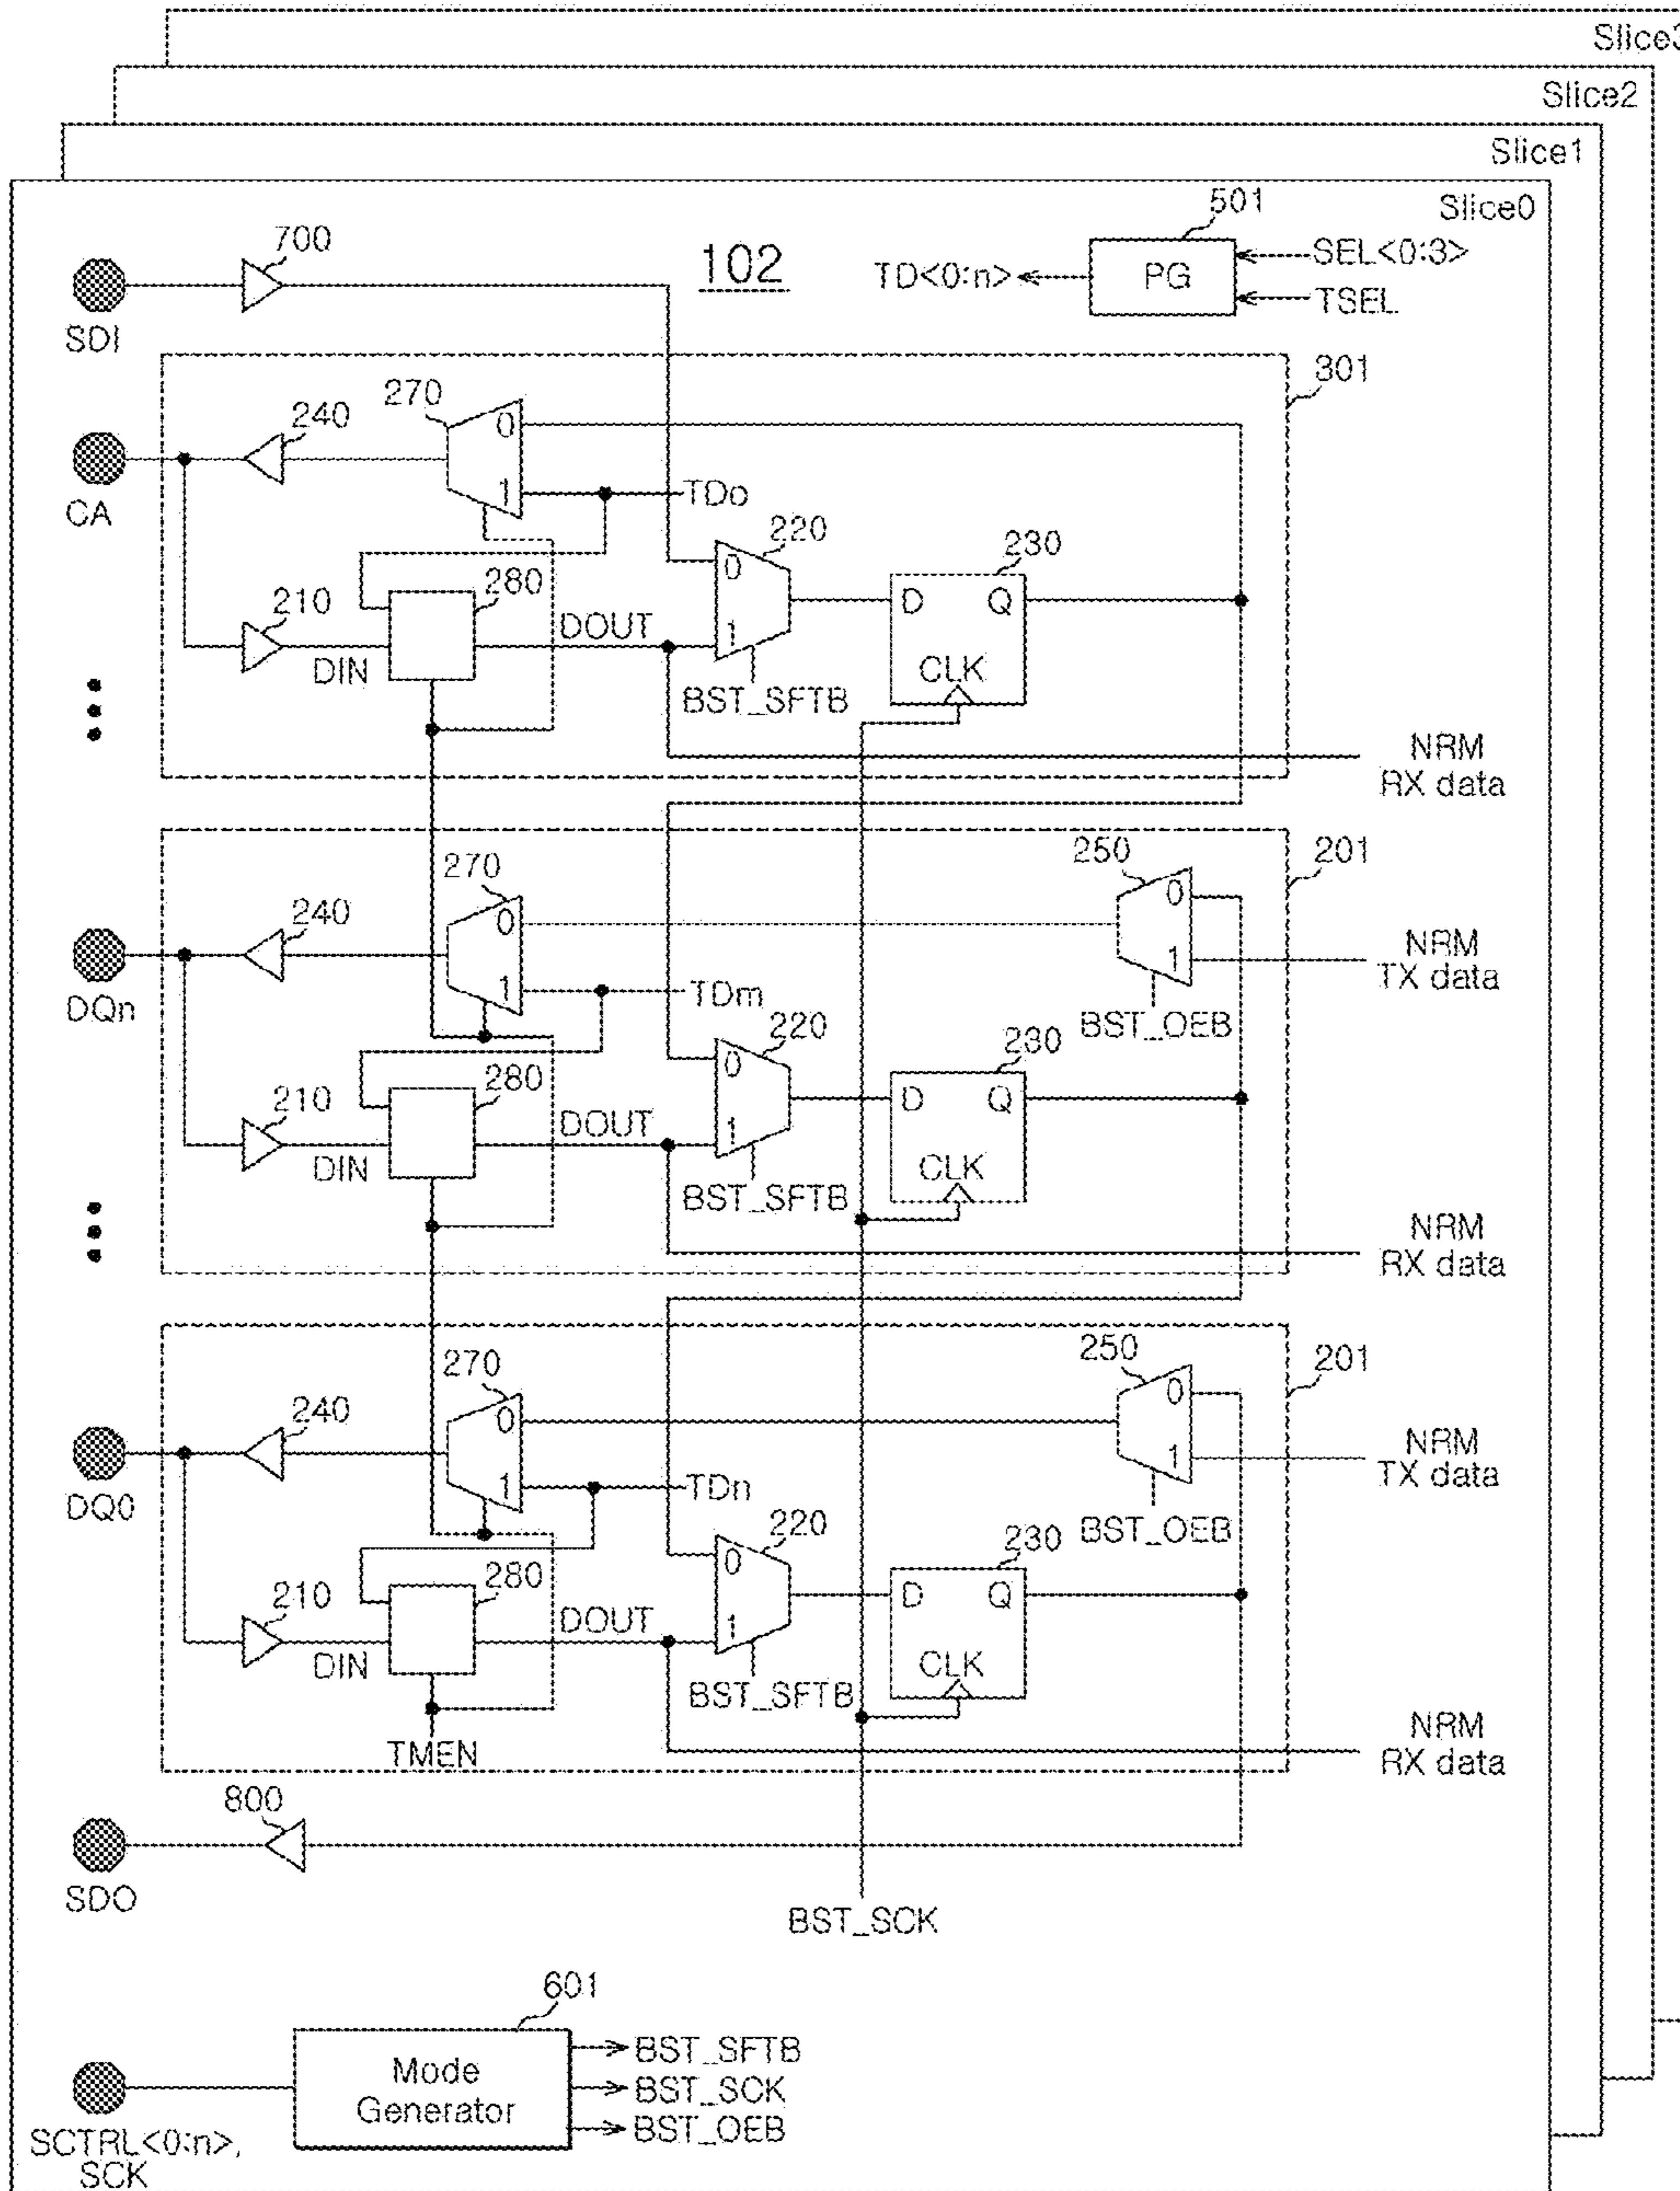 Slice3
Slice2
Slice1
Slice0
700
102
501
SEL<0:3>
TD<0:n>
PG
TSEL
SDI
301
270
240
0
CA
1
TDo
220
230
0
D
Q
280
210
DOUT
1
DIN
CLK
BST_SFTB
NRM
RX data
250
201
270
0
240
0
NRM
TX data
1
DQn
1
TDm
BST_OEB
220
230
0
280
D
Q
210
DOUT
1
DIN
CLK
BST_SFTB
NRM
RX data
250
201
270
0
240
0
NRM
TX data
1
DQ0
1
TDn
BST_OEB
220
230
0
280
D
Q
210
DOUT
1
DIN
CLK
BST_SFTB
TMEN
NRM
RX data
800
SDO
BST_SCK
601
Mode
Generator
BST_SFTB
BST_SCK
BST_OEB
SCTRL<0:n>,
SCK